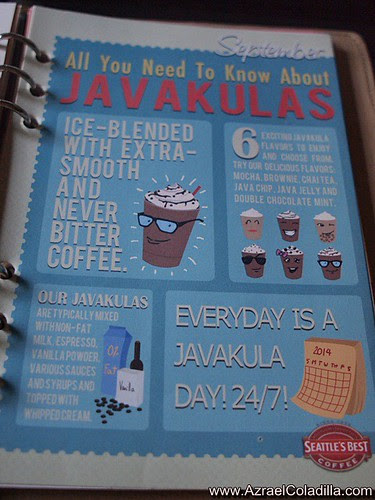 September
All You Need To Know About
JAVAKULAS
ICE-BLENDED
WITH EXTRA-
SMOOTH
AND
NEVER
BITTER
COFFEE.
6 EXCITING JAVAKULA
FLAVORS TO ENJOY
AND CHOOSE FROM.
TRY OUR DELICIOUS FLAVORS:
MOCHA, BROWNIE, CHAI TEA,
JAVA CHIP, JAVA JELLY AND
DOUBLE CHOCOLATE MINT.
OUR JAVAKULAS
ARE TYPICALLY MIXED
WITH NON-FAT
MILK, ESPRESSO,
VANILLA POWDER,
VARIOUS SAUCES
AND SYRUPS AND
TOPPED WITH
WHIPPED CREAM.
0%
Fat
Vanilla
EVERYDAY IS A
JAVAKULA
DAY! 24/7!
2014
S M T W T F S
SEATTLE'S BEST
COFFEE
www.AzraelColadilla.com